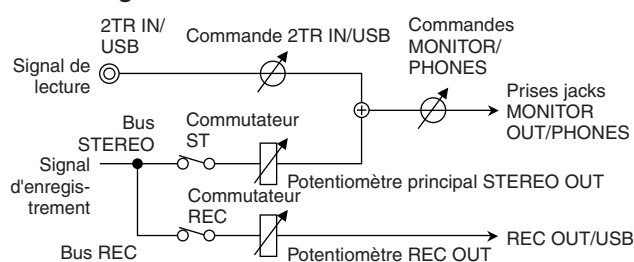 2TR IN/
USB
Commande 2TR IN/USB
Commandes
MONITOR/
PHONES
Signal de
lecture
Prises jacks
MONITOR
OUT/PHONES
Bus
STEREO
Commutateur
ST
Signal
d'enregis-
trement
Potentiomètre principal STEREO OUT
Commutateur
REC
Bus REC
Potentiomètre REC OUT
REC OUT/USB